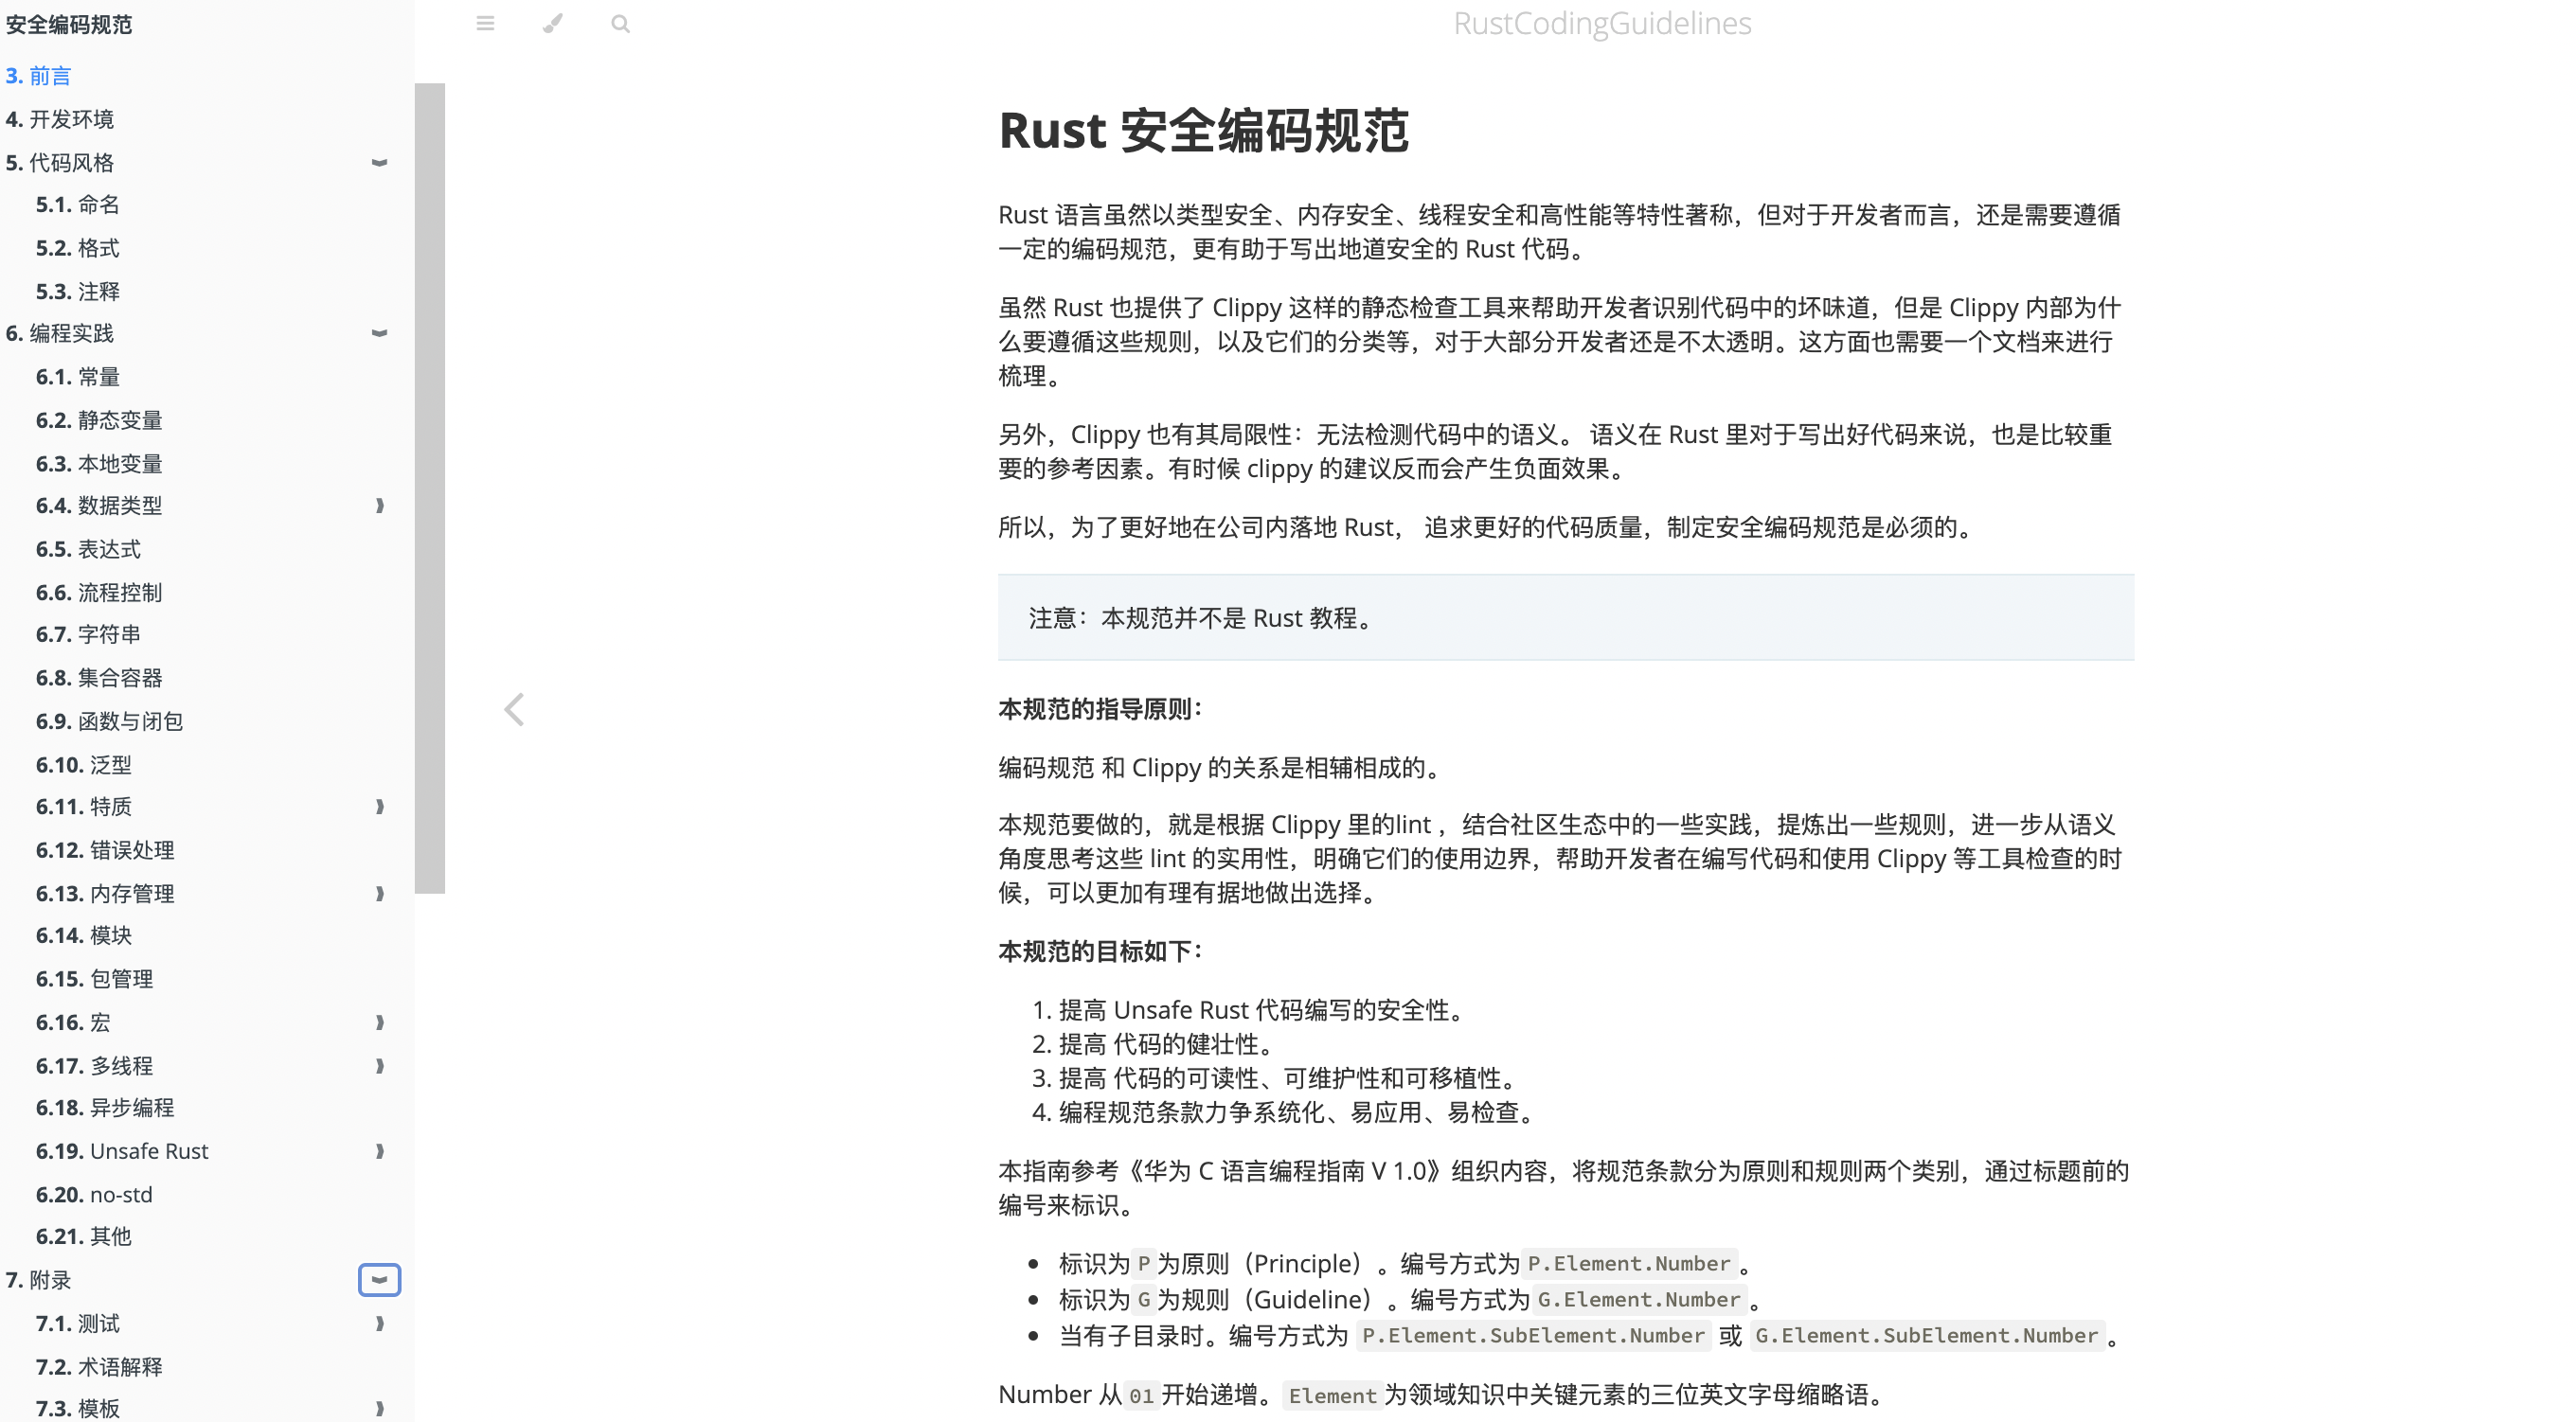 安全编码规范
3. 前言
4. 开发环境
5. 代码风格
5.1. 命名
5.2. 格式
5.3. 注释
6. 编程实践
6.1. 常量
6.2. 静态变量
6.3. 本地变量
6.4. 数据类型
6.5. 表达式
6.6. 流程控制
6.7. 字符串
6.8. 集合容器
6.9. 函数与闭包
6.10. 泛型
6.11. 特质
6.12. 错误处理
6.13. 内存管理
6.14. 模块
6.15. 包管理
6.16. 宏
6.17. 多线程
6.18. 异步编程
6.19. Unsafe Rust
6.20. no-std
6.21. 其他
7. 附录
7.1. 测试
7.2. 术语解释
7.3. 模板
RustCodingGuidelines
Rust 安全编码规范
Rust 语言虽然以类型安全、内存安全、线程安全和高性能等特性著称，但对于开发者而言，还是需要遵循
一定的编码规范，更有助于写出地道安全的 Rust 代码。
虽然 Rust 也提供了 Clippy 这样的静态检查工具来帮助开发者识别代码中的坏味道，但是 Clippy 内部为什
么要遵循这些规则，以及它们的分类等，对于大部分开发者还是不太透明。这方面也需要一个文档来进行
梳理。
另外，Clippy 也有其局限性：无法检测代码中的语义。 语义在 Rust 里对于写出好代码来说，也是比较重
要的参考因素。有时候 clippy 的建议反而会产生负面效果。
所以，为了更好地在公司内落地 Rust， 追求更好的代码质量，制定安全编码规范是必须的。
注意：本规范并不是 Rust 教程。
本规范的指导原则：
编码规范 和 Clippy 的关系是相辅相成的。
本规范要做的，就是根据 Clippy 里的lint ，结合社区生态中的一些实践，提炼出一些规则，进一步从语义
角度思考这些 lint 的实用性，明确它们的使用边界，帮助开发者在编写代码和使用 Clippy 等工具检查的时
候，可以更加有理有据地做出选择。
本规范的目标如下：
1. 提高 Unsafe Rust 代码编写的安全性。
2. 提高 代码的健壮性。
3. 提高 代码的可读性、可维护性和可移植性。
4. 编程规范条款力争系统化、易应用、易检查。
本指南参考《华为 C 语言编程指南 V 1.0》组织内容，将规范条款分为原则和规则两个类别，通过标题前的
编号来标识。
• 标识为 P 为原则（Principle）。编号方式为 P.Element.Number 。
• 标识为 G 为规则（Guideline）。编号方式为 G.Element.Number 。
• 当有子目录时。编号方式为 P.Element.SubElement.Number 或 G.Element.SubElement.Number 。
Number 从 01 开始递增。 Element 为领域知识中关键元素的三位英文字母缩略语。